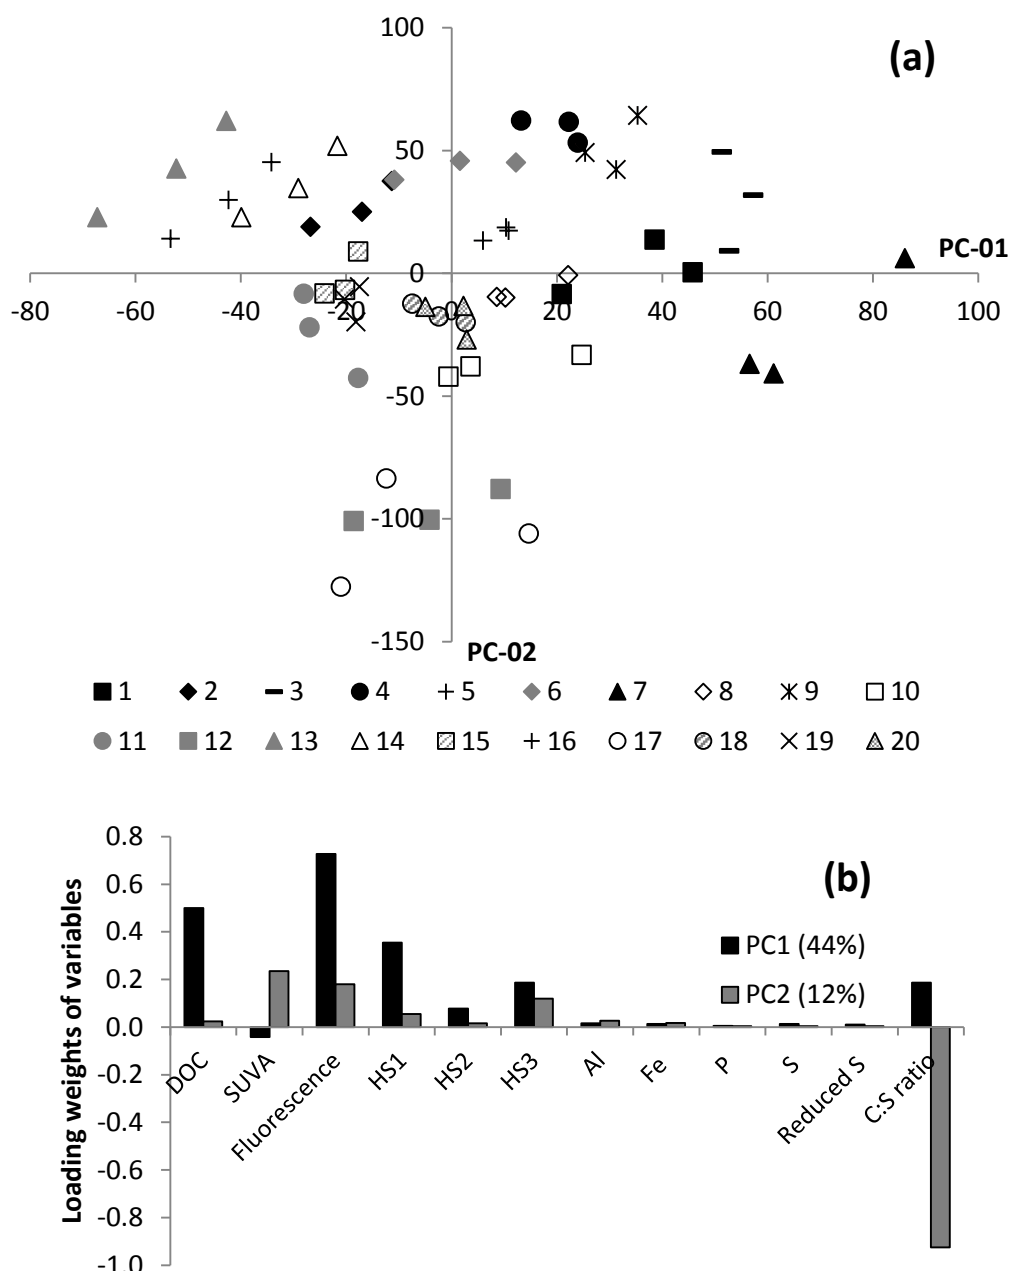 100
(a)
50
PC-01
0
-80 -60 -40 -20 0 20 40 60 80 100
-50
-100
-150
PC-02
1 2 3 4 5 6 7 8 9 10
11 12 13 14 15 16 17 18 19 20
0.8
(b)
0.6
PC1 (44%)
0.4
PC2 (12%)
0.2
0.0
DOC SUVA Fluorescence HS1 HS2 HS3 Al Fe P S Reduced S C:S ratio
-0.2
-0.4
-0.6
-0.8
-1.0
Loading weights of variables